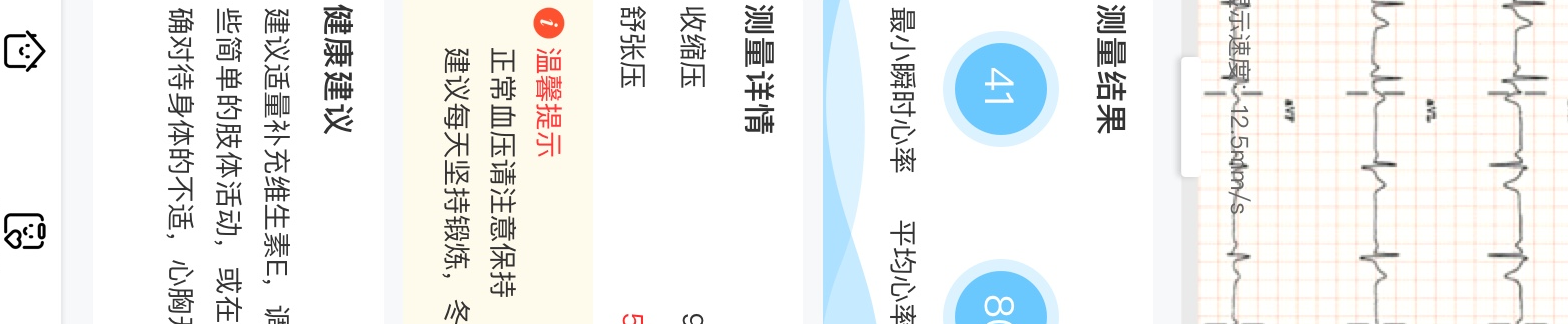 aVL
aVF
显示速度：12.5mm/s
测量结果
41
最小瞬时心率
平均心率
测量详情
收缩压
舒张压
温馨提示
正常血压请注意保持
建议每天坚持锻炼，冬
健康建议
建议适量补充维生素E，调
些简单的肢体活动，或在
确对待身体的不适，心胸开